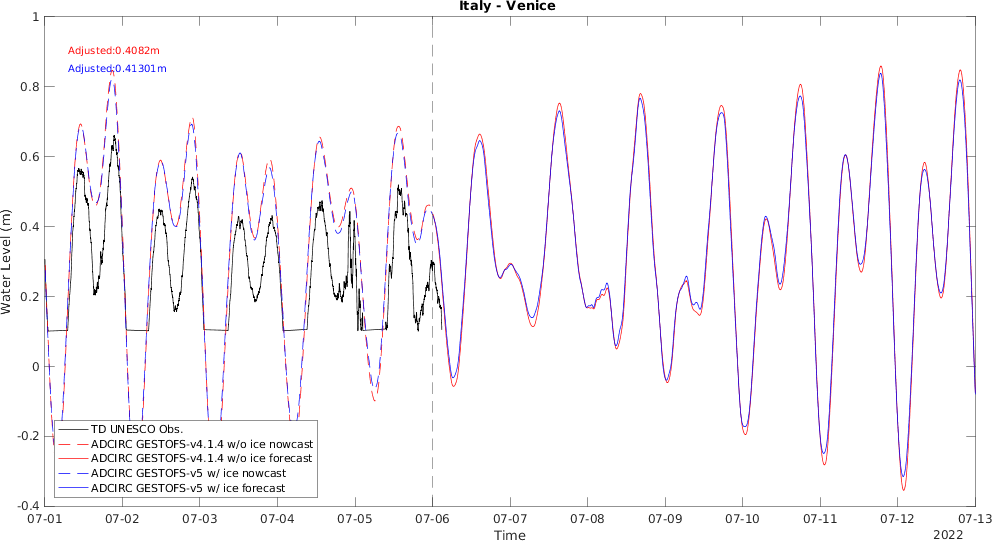 Italy - Venice
Adjusted:0.4082m
Adjusted:0.41301m
Water Level (m)
1
0.8
0.6
0.4
0.2
0
-0.2
-0.4
TD UNESCO Obs.
ADCIRC GESTOFS-v4.1.4 w/o ice nowcast
ADCIRC GESTOFS-v4.1.4 w/o ice forecast
ADCIRC GESTOFS-v5 w/ ice nowcast
ADCIRC GESTOFS-v5 w/ ice forecast
07-01 07-02 07-03 07-04 07-05 07-06 07-07 07-08 07-09 07-10 07-11 07-12 07-13
Time
2022